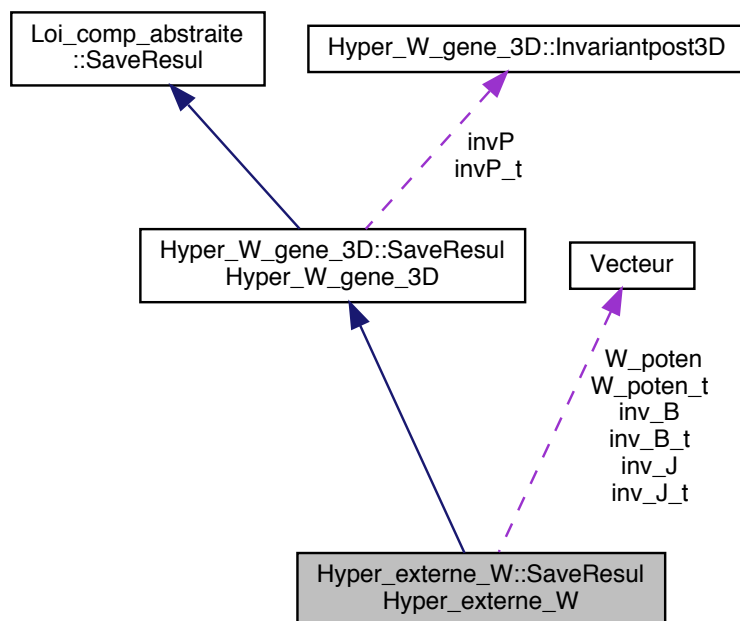 Loi_comp_abstraite
::SaveResul
Hyper_W_gene_3D::Invariantpost3D
invP
invP_t
Hyper_W_gene_3D::SaveResul
Hyper_W_gene_3D
Vecteur
W_poten
W_poten_t
inv_B
inv_B_t
inv_J
inv_J_t
Hyper_externe_W::SaveResul
Hyper_externe_W